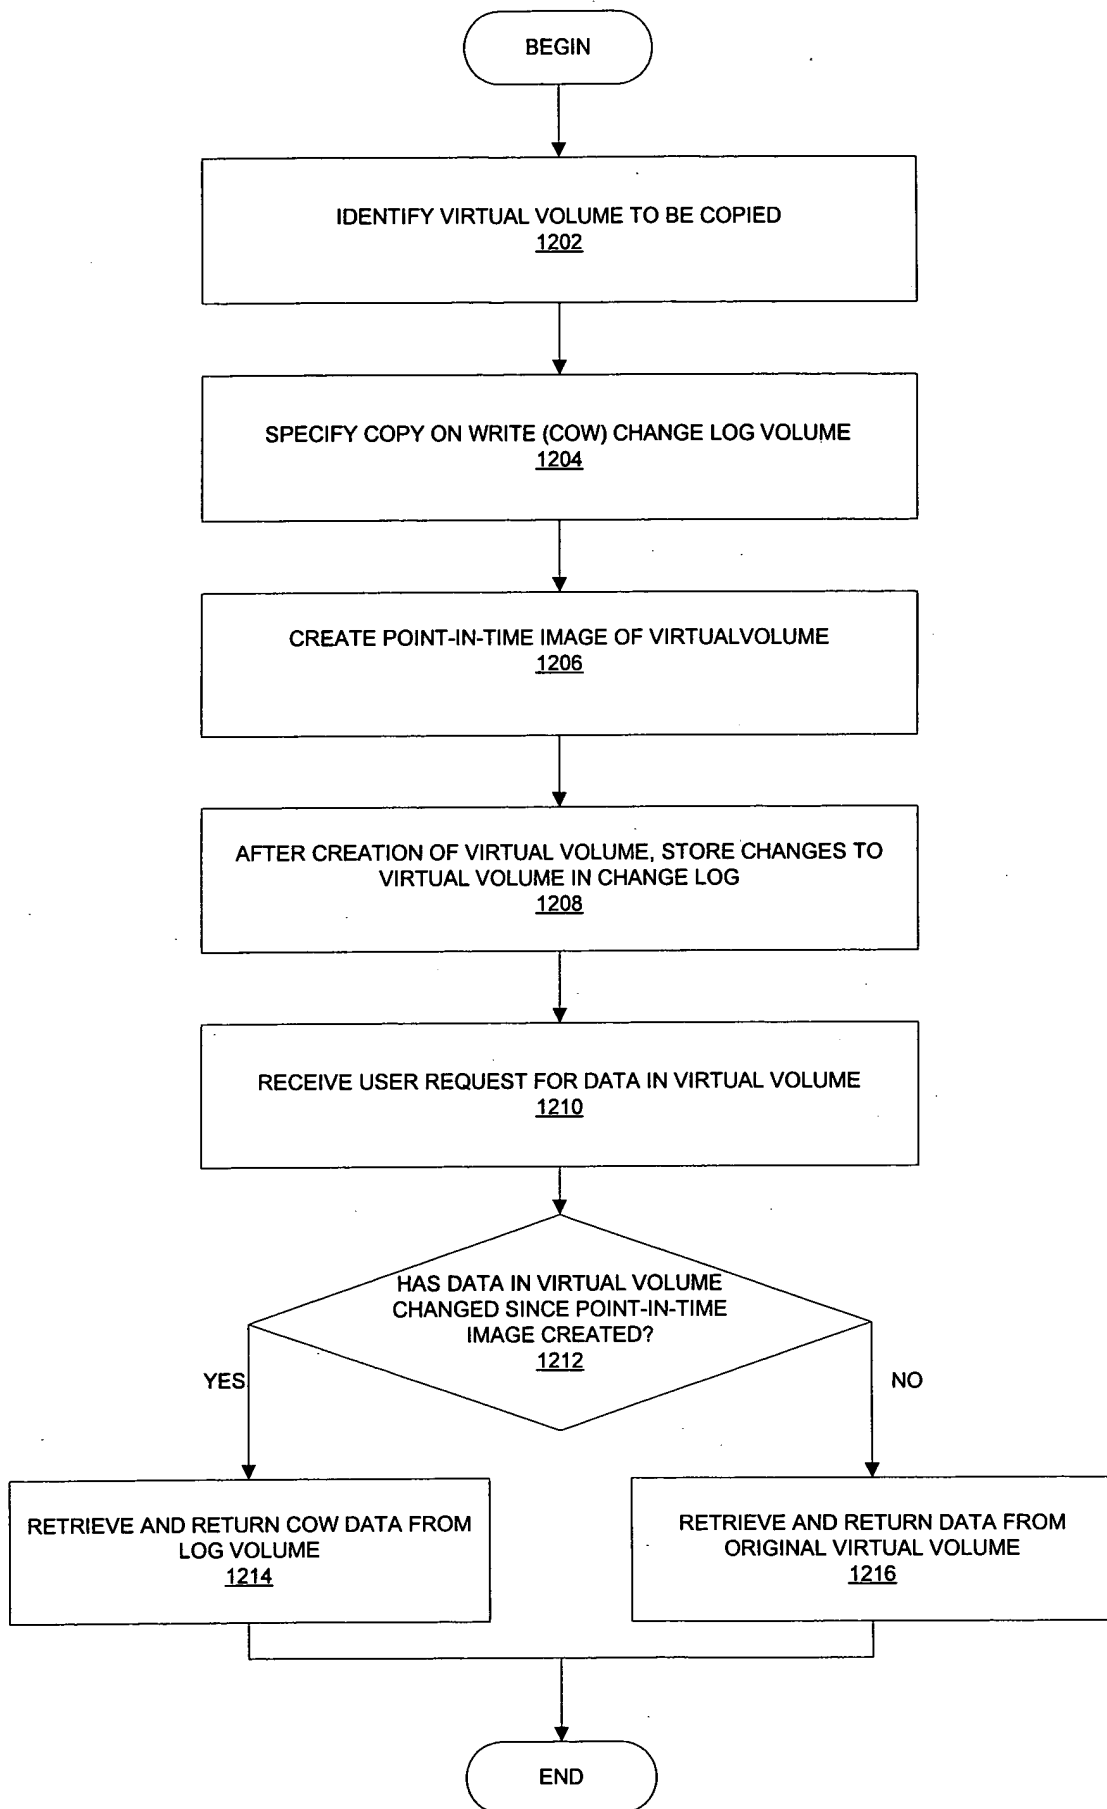 BEGIN
IDENTIFY VIRTUAL VOLUME TO BE COPIED
1202
SPECIFY COPY ON WRITE (COW) CHANGE LOG VOLUME
1204
CREATE POINT-IN-TIME IMAGE OF VIRTUALVOLUME
1206
AFTER CREATION OF VIRTUAL VOLUME, STORE CHANGES TO
VIRTUAL VOLUME IN CHANGE LOG
1208
RECEIVE USER REQUEST FOR DATA IN VIRTUAL VOLUME
1210
HAS DATA IN VIRTUAL VOLUME
CHANGED SINCE POINT-IN-TIME
IMAGE CREATED?
1212
YES
NO
RETRIEVE AND RETURN COW DATA FROM
LOG VOLUME
1214
RETRIEVE AND RETURN DATA FROM
ORIGINAL VIRTUAL VOLUME
1216
END